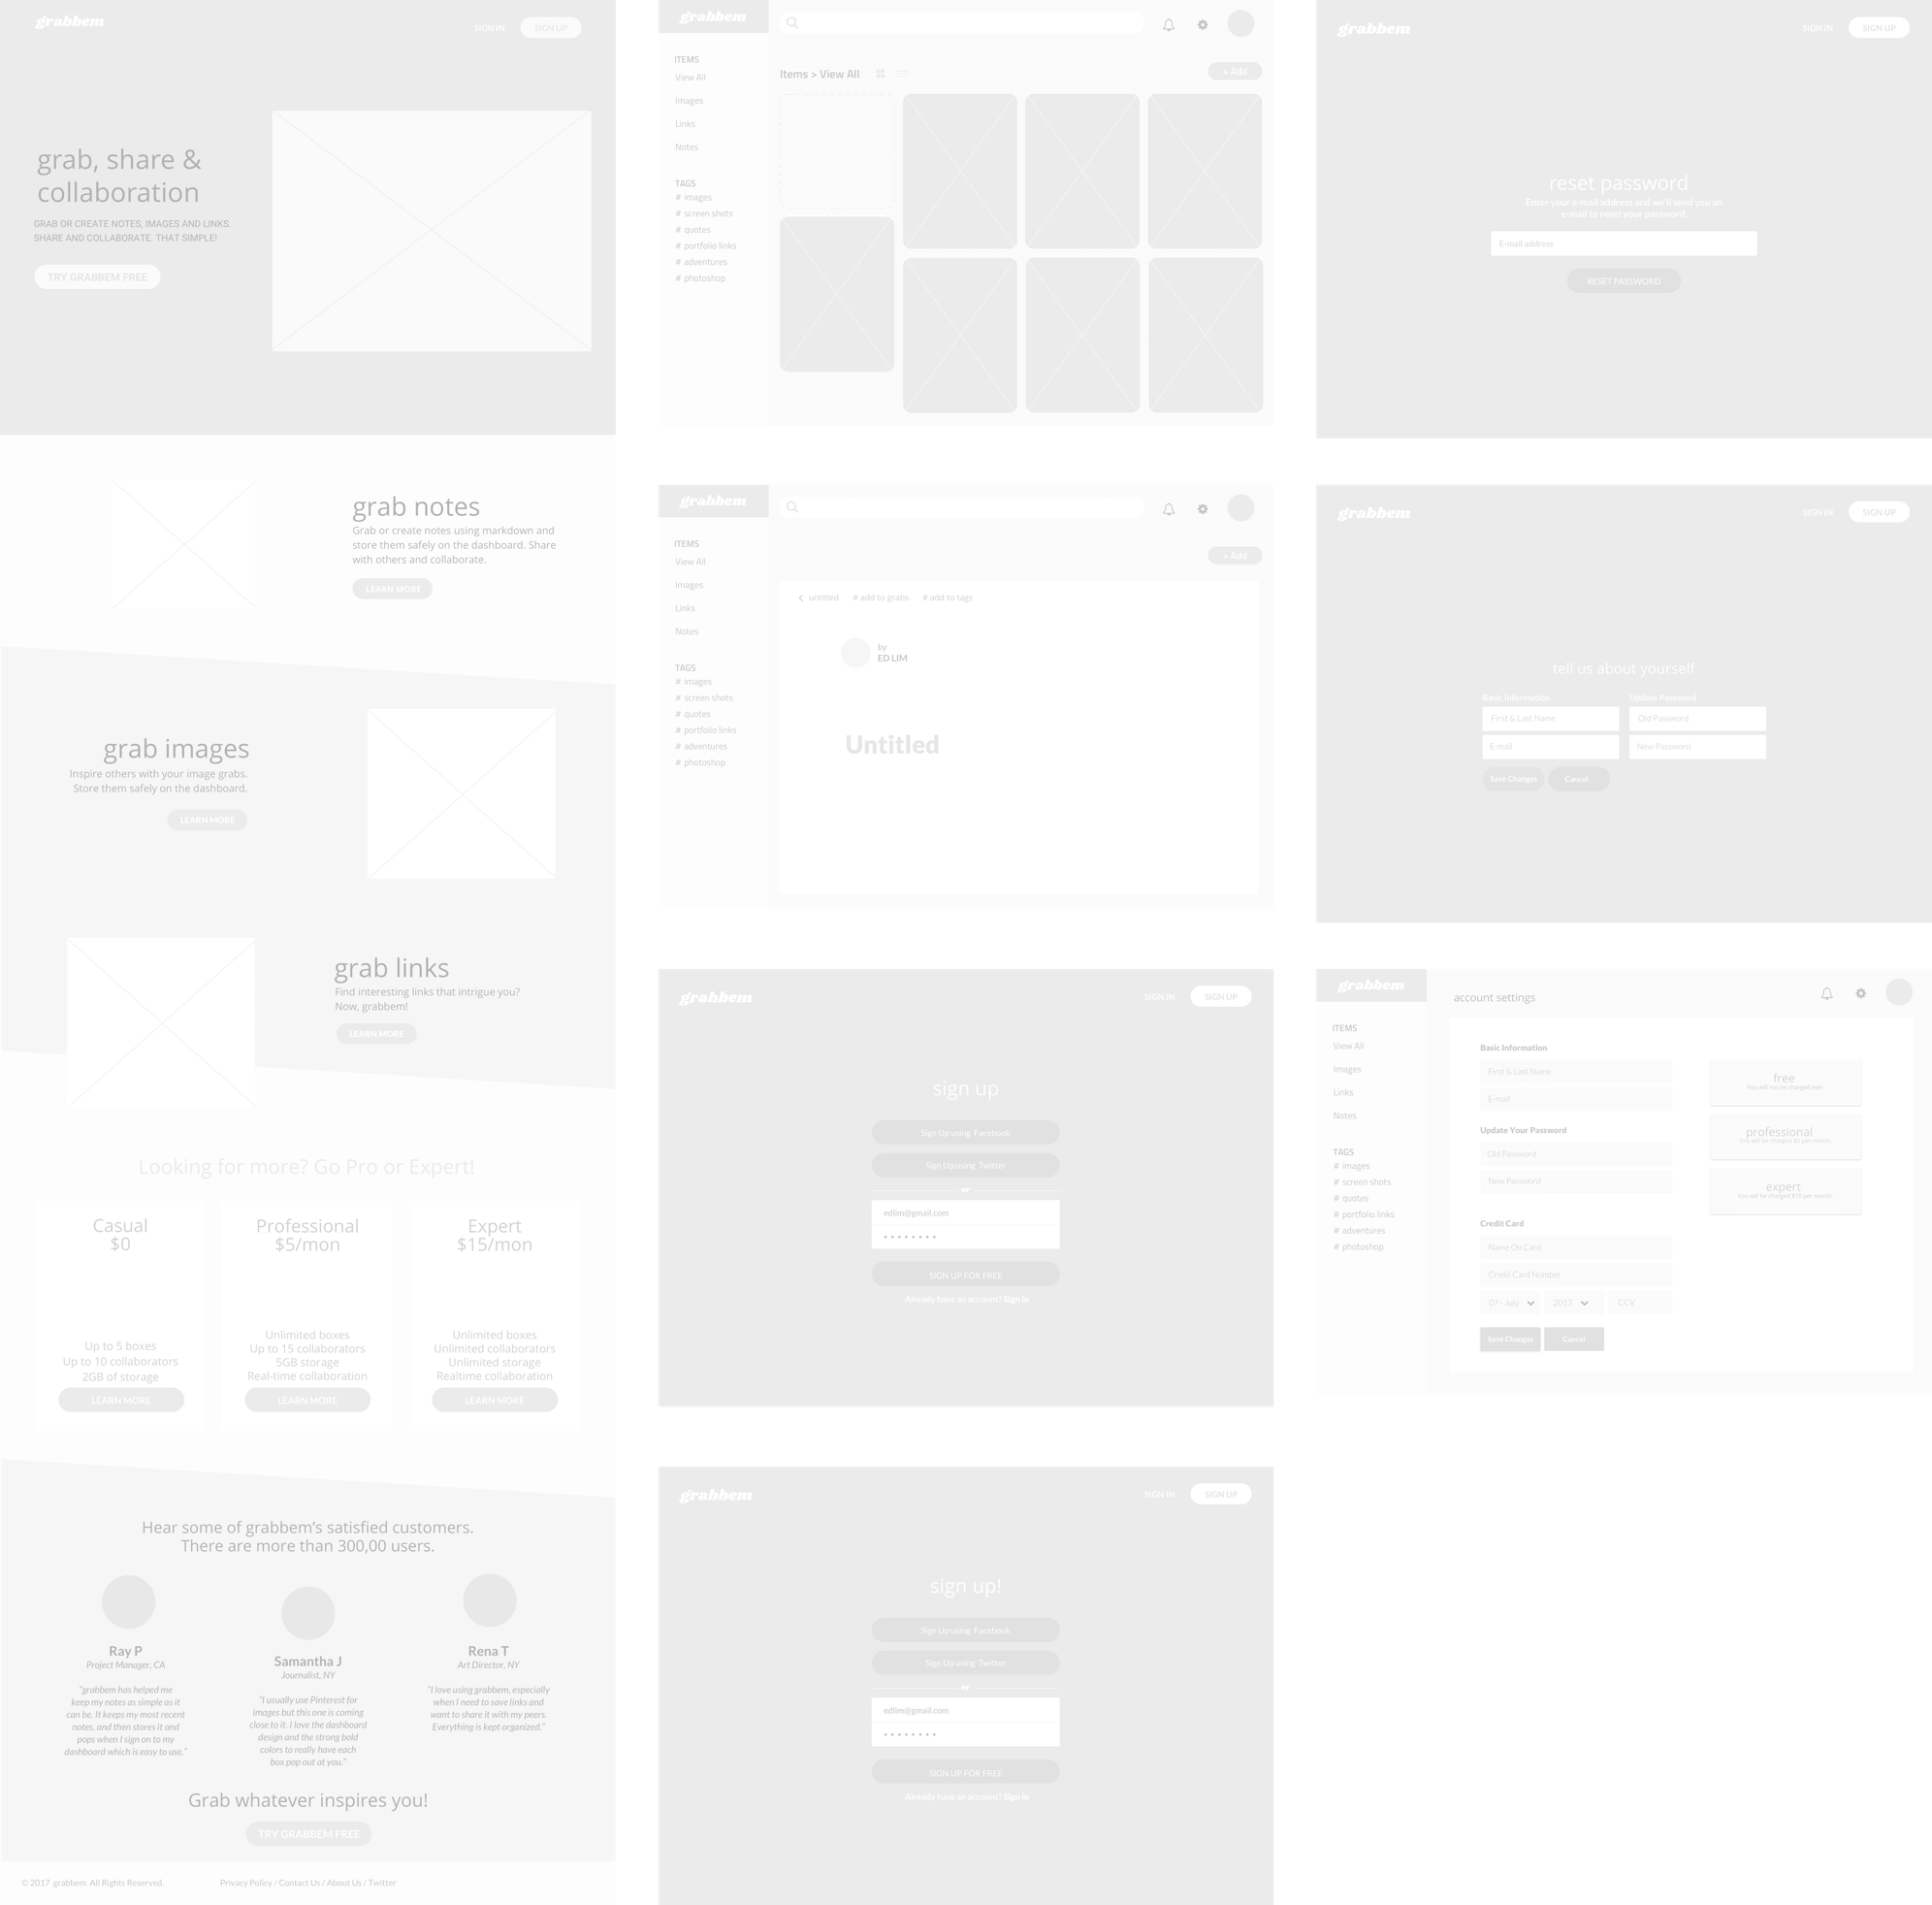 grabbem
SIGN IN
SIGN UP
grab, share &
collaboration
GRAB OR CREATE NOTES, IMAGES AND LINKS.
SHARE AND COLLABORATE. THAT SIMPLE!
TRY GRABBEM FREE
grab notes
Grab or create notes using markdown and
store them safely on the dashboard. Share
with others and collaborate.
LEARN MORE
grab images
Inspire others with your image grabs.
Store them safely on the dashboard.
LEARN MORE
grab links
Find interesting links that intrigue you?
Now, grabbem!
LEARN MORE
Looking for more? Go Pro or Expert!
Casual
$0
Up to 5 boxes
Up to 10 collaborators
2GB of storage
LEARN MORE
Professional
$5/mon
Unlimited boxes
Up to 15 collaborators
5GB storage
Real-time collaboration
LEARN MORE
Expert
$15/mon
Unlimited boxes
Unlimited collaborators
Unlimited storage
Realtime collaboration
LEARN MORE
Hear some of grabbem's satisfied customers.
There are more than 300,00 users.
Ray P
Project Manager, CA
"grabbem has helped me
keep my notes as simple as it
can be. It keeps my most recent
notes, and then stores it and
pops when I sign on to my
dashboard which is easy to use."
Samantha J
Journalist, NY
"I usually use Pinterest for
images but this one is coming
close to it. I love the dashboard
design and the strong bold
colors to really have each
box pop out at you."
Rena T
Art Director, NY
"I love using grabbem, especially
when I need to save links and
want to share it with my peers.
Everything is kept organized."
Grab whatever inspires you!
TRY GRABBEM FREE
© 2017 grabbem All Rights Reserved.
Privacy Policy / Contact Us / About Us / Twitter
grabbem
ITEMS
View All
Images
Links
Notes
TAGS
# images
# screen shots
# quotes
# portfolio links
# adventures
# photoshop
Items > View All
+ Add
grabbem
ITEMS
View All
Images
Links
Notes
TAGS
# images
# screen shots
# quotes
# portfolio links
# adventures
# photoshop
+ Add
untitled # add to grabs # add to tags
by
ED LIM
Untitled
grabbem
SIGN IN
SIGN UP
sign up
Sign Up using Facebook
Sign Up using Twitter
or
edlim@gmail.com
SIGN UP FOR FREE
Already have an account? Sign in
grabbem
SIGN IN
SIGN UP
sign up!
Sign Up using Facebook
Sign Up using Twitter
or
edlim@gmail.com
SIGN UP FOR FREE
Already have an account? Sign in
grabbem
SIGN IN
SIGN UP
reset password
Enter your e-mail address and we'll send you an
e-mail to reset your password.
E-mail address
RESET PASSWORD
grabbem
SIGN IN
SIGN UP
tell us about yourself
Basic Information
First & Last Name
E-mail
Update Password
Old Password
New Password
Save Changes
Cancel
grabbem
ITEMS
View All
Images
Links
Notes
TAGS
# images
# screen shots
# quotes
# portfolio links
# adventures
# photoshop
account settings
Basic Information
First & Last Name
E-mail
Update Your Password
Old Password
New Password
Credit Card
Name On Card
Credit Card Number
07 - July
2017
CCV
Save Changes
Cancel
free
You will not be charged ever.
professional
You will be charged $5 per month.
expert
You will be charged $10 per month.